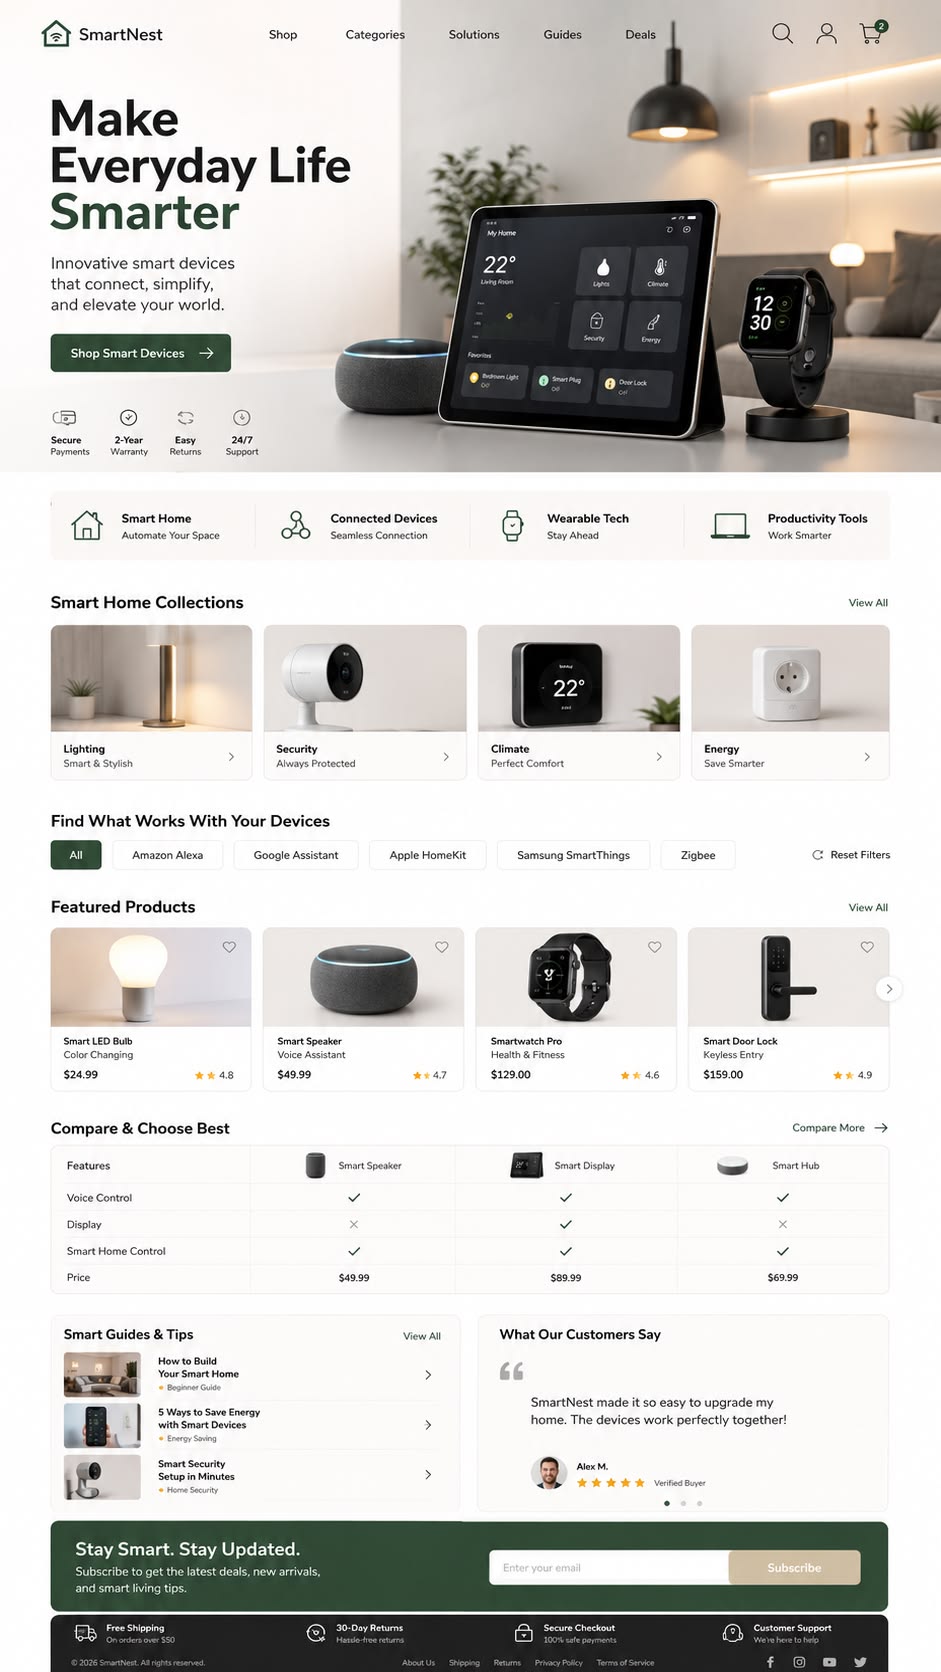 SmartNest
Shop Categories Solutions Guides Deals
2
Make
Everyday Life
Smarter
Innovative smart devices
that connect, simplify,
and elevate your world.
Shop Smart Devices
Secure
Payments
2-Year
Warranty
Easy
Returns
24/7
Support
My Home
22°
Living Room
Lights
Climate
Security
Energy
Favorites
Bedroom Light
Smart Plug
Door Lock
12
30
Smart Home
Automate Your Space
Connected Devices
Seamless Connection
Wearable Tech
Stay Ahead
Productivity Tools
Work Smarter
Smart Home Collections
View All
22°
Lighting
Smart & Stylish
Security
Always Protected
Climate
Perfect Comfort
Energy
Save Smarter
Find What Works With Your Devices
All Amazon Alexa Google Assistant Apple HomeKit Samsung SmartThings Zigbee Reset Filters
Featured Products
View All
Smart LED Bulb
Color Changing
$24.99 4.8
Smart Speaker
Voice Assistant
$49.99 4.7
Smartwatch Pro
Health & Fitness
$129.00 4.6
Smart Door Lock
Keyless Entry
$159.00 4.9
Compare & Choose Best
Compare More
Features Smart Speaker Smart Display Smart Hub
Voice Control
Display
Smart Home Control
Price $49.99 $89.99 $69.99
Smart Guides & Tips
View All
How to Build
Your Smart Home
Beginner Guide
5 Ways to Save Energy
with Smart Devices
Energy Saving
Smart Security
Setup in Minutes
Home Security
What Our Customers Say
SmartNest made it so easy to upgrade my
home. The devices work perfectly together!
Alex M.
Verified Buyer
Stay Smart. Stay Updated.
Subscribe to get the latest deals, new arrivals,
and smart living tips.
Enter your email
Subscribe
Free Shipping
On orders over $50
30-Day Returns
Hassle-free returns
Secure Checkout
100% safe payments
Customer Support
We're here to help
© 2026 SmartNest. All rights reserved.
About Us Shipping Returns Privacy Policy Terms of Service